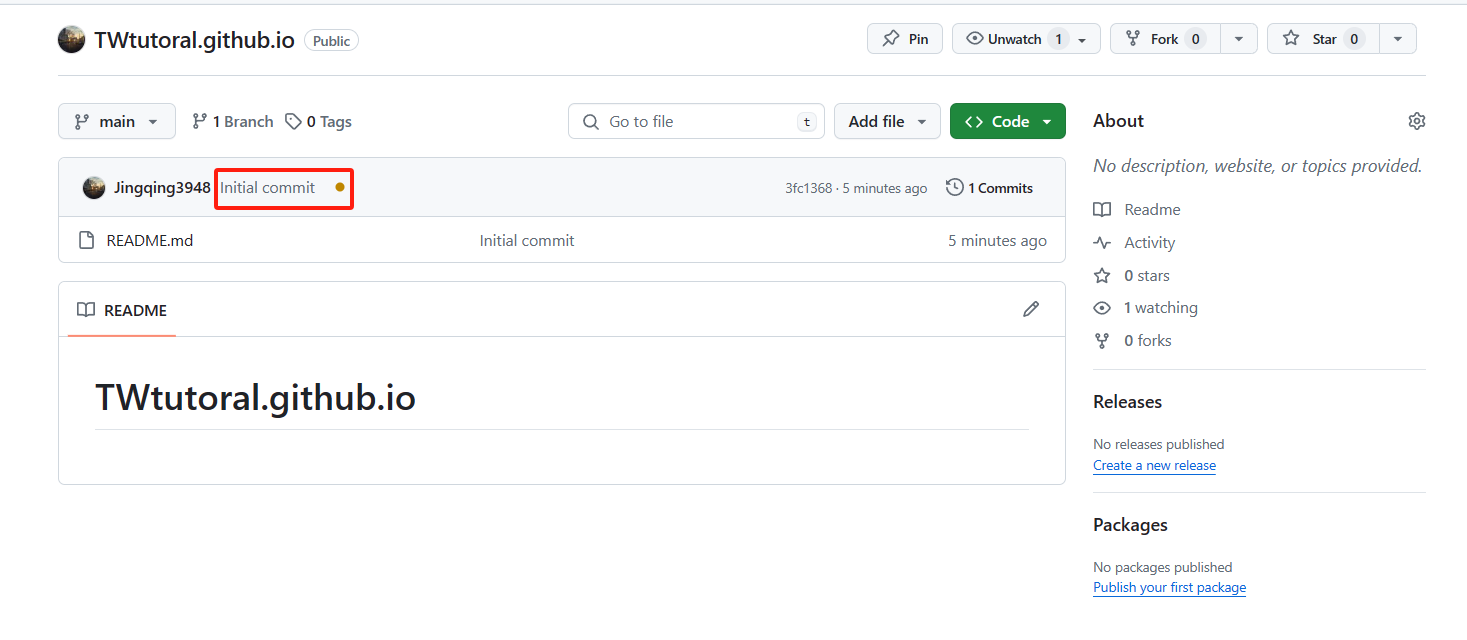 TWtutoral.github.io Public Pin Unwatch 1 Fork 0 Star 0
main 1 Branch 0 Tags Go to file t Add file Code
Jingqing3948 Initial commit 3fc1368 · 5 minutes ago 1 Commits
README.md Initial commit 5 minutes ago
README
TWtutoral.github.io
About
No description, website, or topics provided.
Readme
Activity
0 stars
1 watching
0 forks
Releases
No releases published
Create a new release
Packages
No packages published
Publish your first package